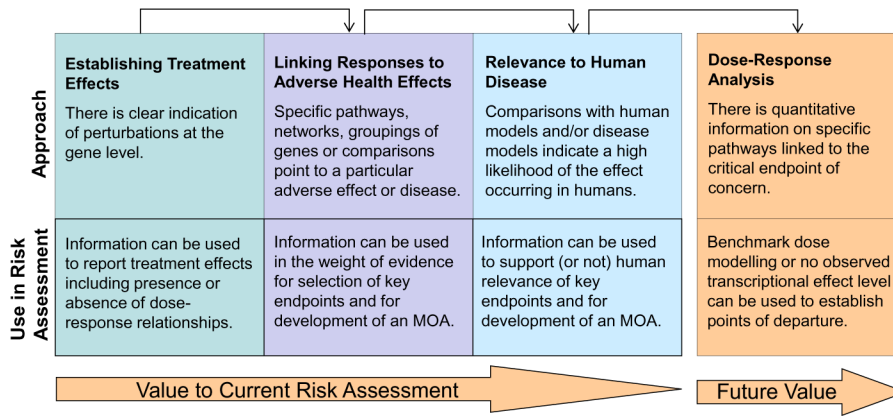 Approach
Establishing Treatment
Effects
There is clear indication
of perturbations at the
gene level.
Linking Responses to
Adverse Health Effects
Specific pathways,
networks, groupings of
genes or comparisons
point to a particular
adverse effect or disease.
Relevance to Human
Disease
Comparisons with human
models and/or disease
models indicate a high
likelihood of the effect
occurring in humans.
Dose-Response
Analysis
There is quantitative
information on specific
pathways linked to the
critical endpoint of
concern.
Use in Risk
Assessment
Information can be used
to report treatment effects
including presence or
absence of dose-
response relationships.
Information can be used
in the weight of evidence
for selection of key
endpoints and for
development of an MOA.
Information can be used
to support (or not) human
relevance of key
endpoints and for
development of an MOA.
Benchmark dose
modelling or no observed
transcriptional effect level
can be used to establish
points of departure.
Value to Current Risk Assessment
Future Value